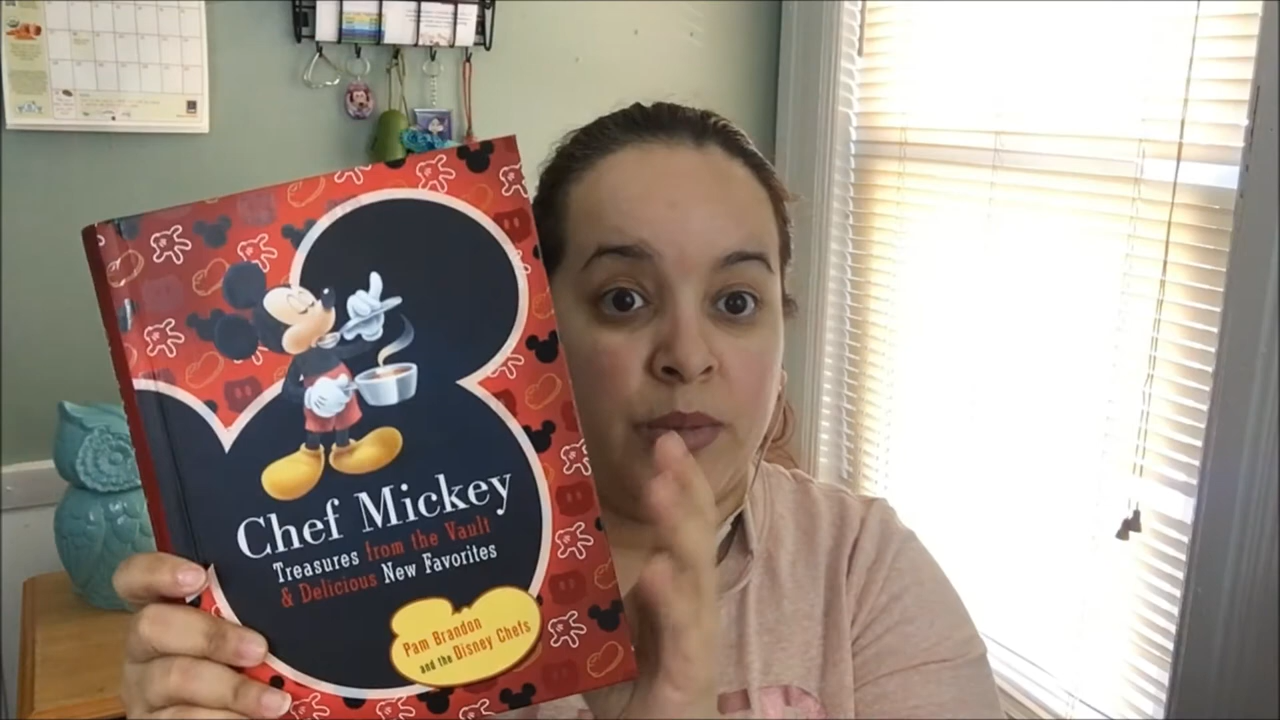 Chef Mickey
Treasures from the Vault
& Delicious New Favorites
Pam Brandon
and the Disney Chefs